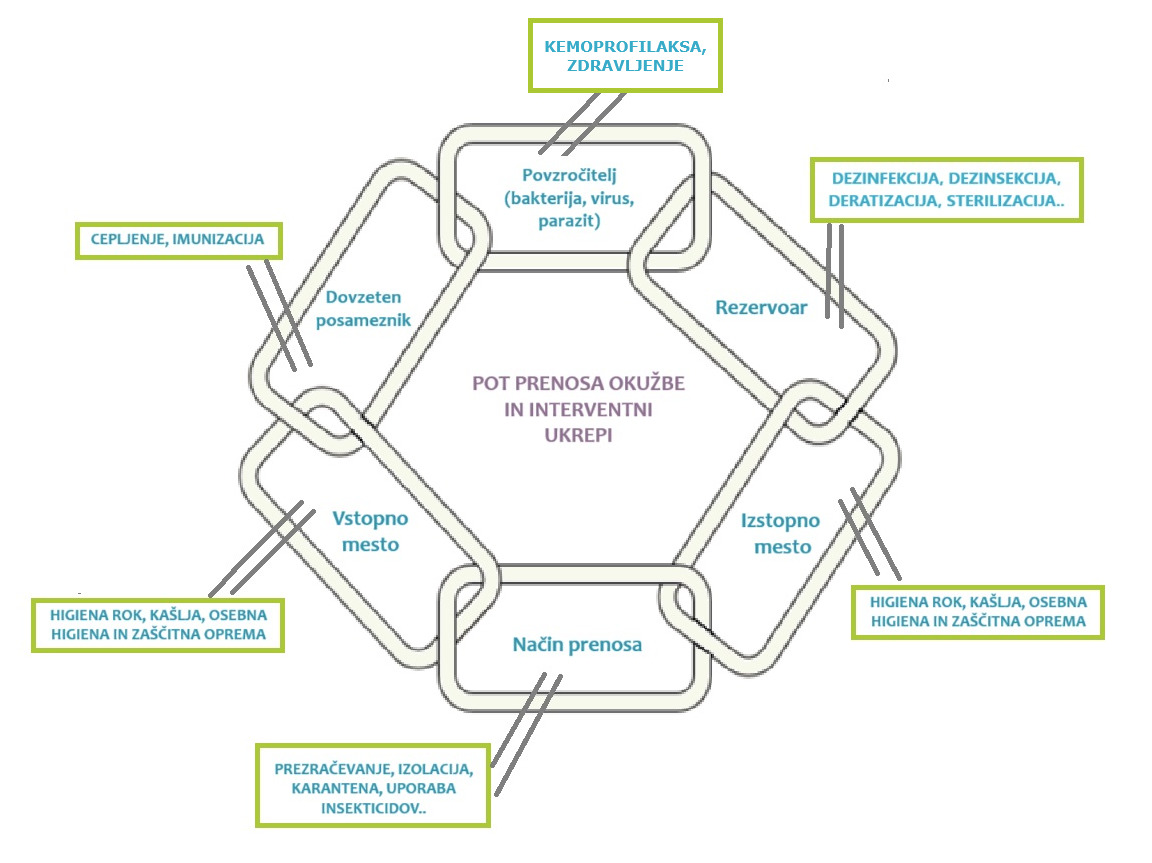 KEMOPROFILAKSA,
ZDRAVLJENJE
Povzročitelj
(bakterija, virus,
parazit)
DEZINFEKCIJA, DEZINSEKCIJA,
DERATIZACIJA, STERILIZACIJA..
Rezervoar
CEPLJENJE, IMUNIZACIJA
Dovzeten
posameznik
POT PRENOSA OKUŽBE
IN INTERVENTNI
UKREPI
Vstopno
mesto
Izstopno
mesto
HIGIENA ROK, KAŠLJA, OSEBNA
HIGIENA IN ZAŠČITNA OPREMA
HIGIENA ROK, KAŠLJA, OSEBNA
HIGIENA IN ZAŠČITNA OPREMA
Način prenosa
PREZRAČEVANJE, IZOLACIJA,
KARANTENA, UPORABA
INSEKTICIDOV..